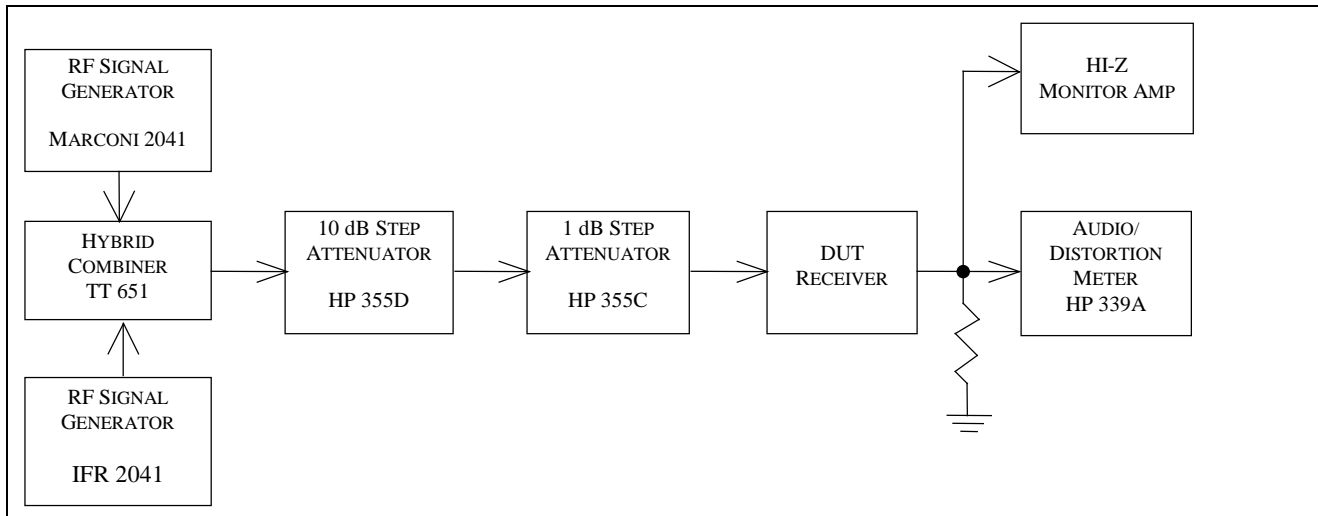 RF SIGNAL
GENERATOR
MARCONI 2041
HYBRID
COMBINER
TT 651
RF SIGNAL
GENERATOR
IFR 2041
10 dB STEP
ATTENUATOR
HP 355D
1 dB STEP
ATTENUATOR
HP 355C
DUT
RECEIVER
HI-Z
MONITOR AMP
AUDIO/
DISTORTION
METER
HP 339A